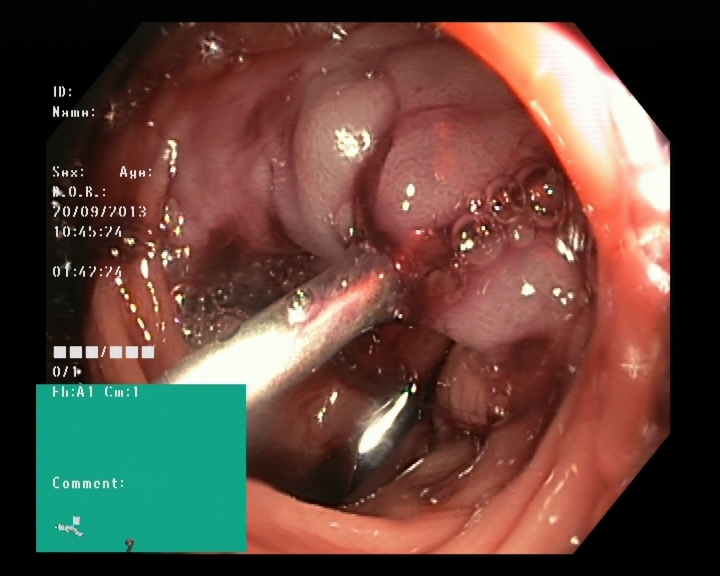 ID:
Name:
Sex: Age:
D.O.B.:
20/09/2013
10:45:24
01:42:24
/
0/1
Eh:A1 Cm:1
Comment: